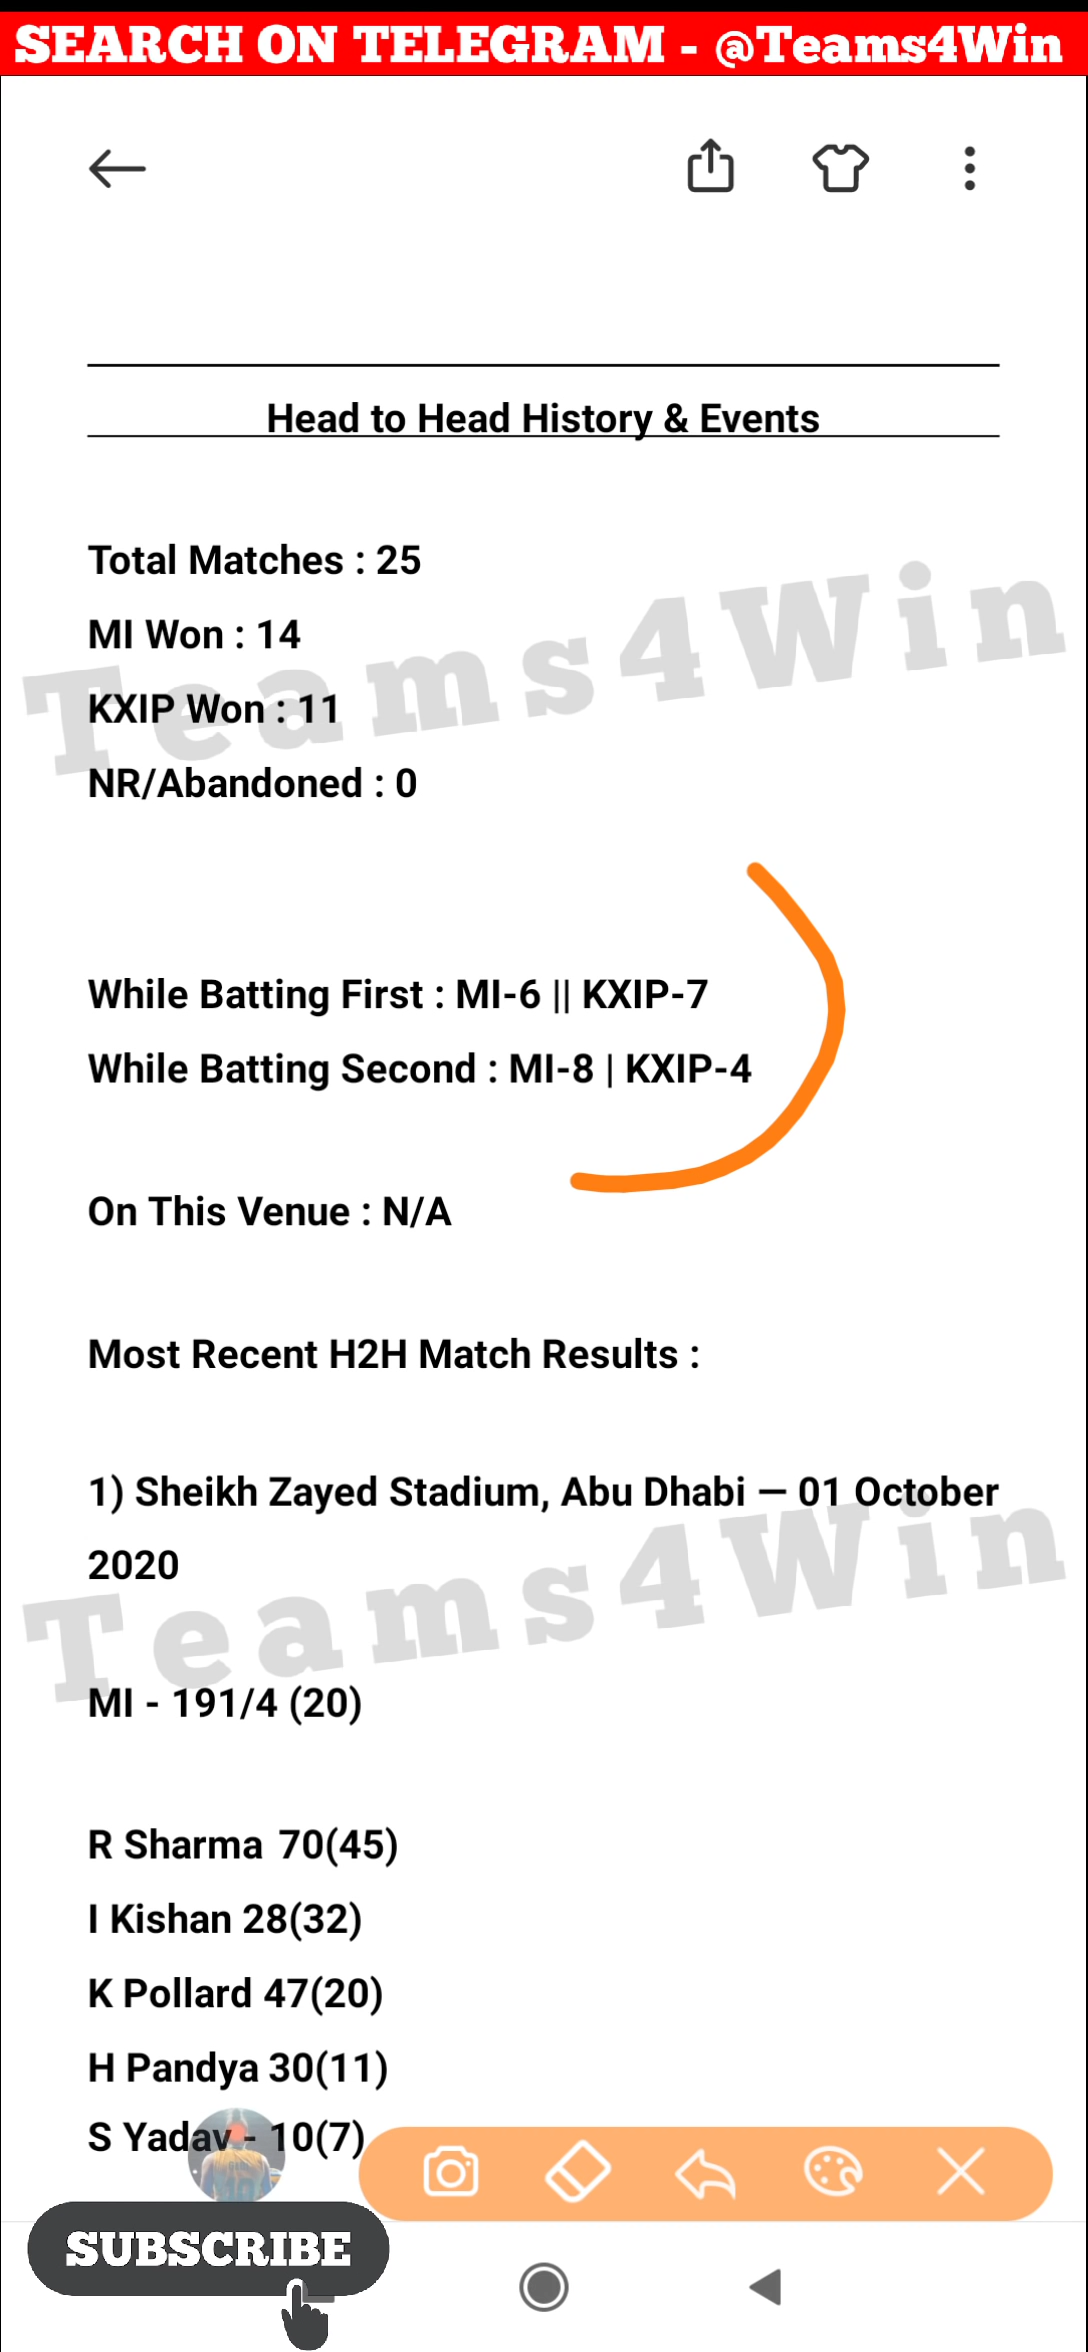 SEARCH ON TELEGRAM - @Teams4Win
Head to Head History & Events
Total Matches : 25
MI Won : 14
KXIP Won : 11
NR/Abandoned : 0
Teams4Win
While Batting First : MI-6 || KXIP-7
While Batting Second : MI-8 | KXIP-4
On This Venue : N/A
Most Recent H2H Match Results :
1) Sheikh Zayed Stadium, Abu Dhabi — 01 October
2020
Teams4Win
MI - 191/4 (20)
R Sharma 70(45)
I Kishan 28(32)
K Pollard 47(20)
H Pandya 30(11)
S Yadav - 10(7)
SUBSCRIBE